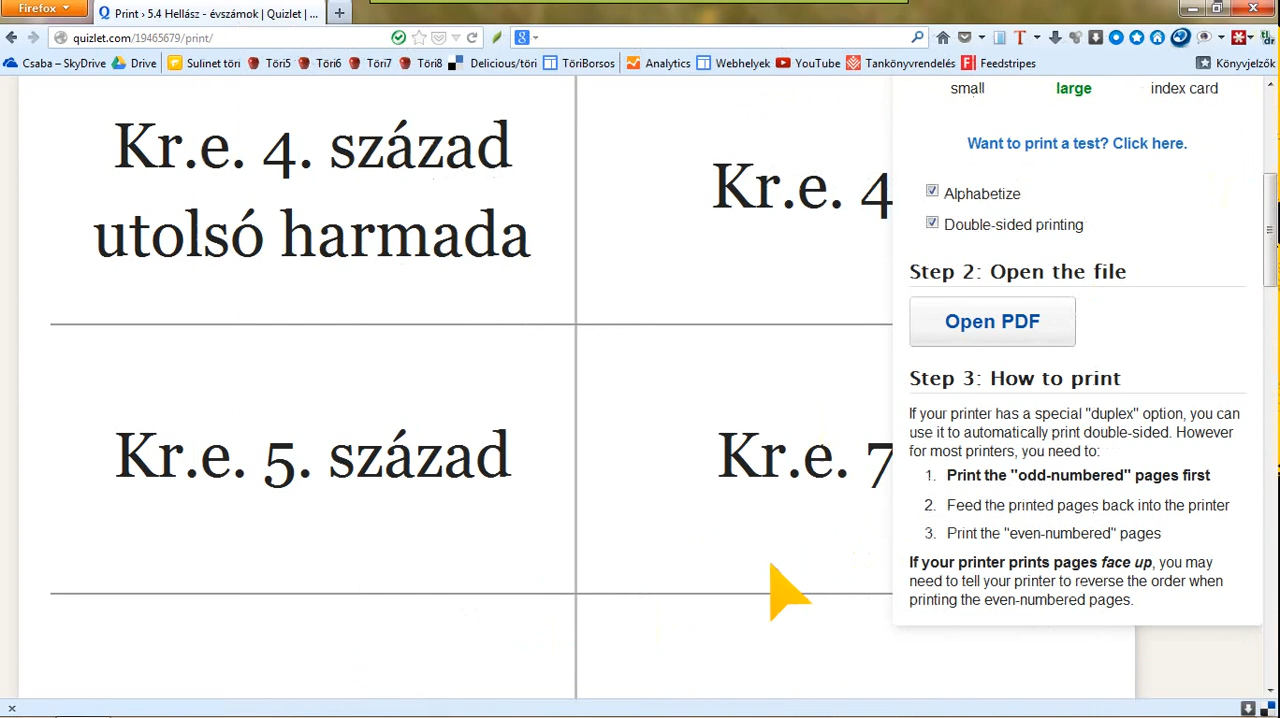 Firefox
Print › 5.4 Hellász - évszámok | Quizlet | ...
quizlet.com/19465679/print/
Csaba – SkyDrive Drive Sulinet töri Töri5 Töri6 Töri7 Töri8 Delicious/töri TöriBorsos Analytics Webhelyek YouTube Tankönyvrendelés Feedstripes Könyvjelzők
Kr.e. 4. század
utolsó harmada
Kr.e. 4
Kr.e. 5. század
Kr.e. 7
small large index card
Want to print a test? Click here.
Alphabetize
Double-sided printing
Step 2: Open the file
Open PDF
Step 3: How to print
If your printer has a special "duplex" option, you can
use it to automatically print double-sided. However
for most printers, you need to:
1. Print the "odd-numbered" pages first
2. Feed the printed pages back into the printer
3. Print the "even-numbered" pages
If your printer prints pages face up, you may
need to tell your printer to reverse the order when
printing the even-numbered pages.